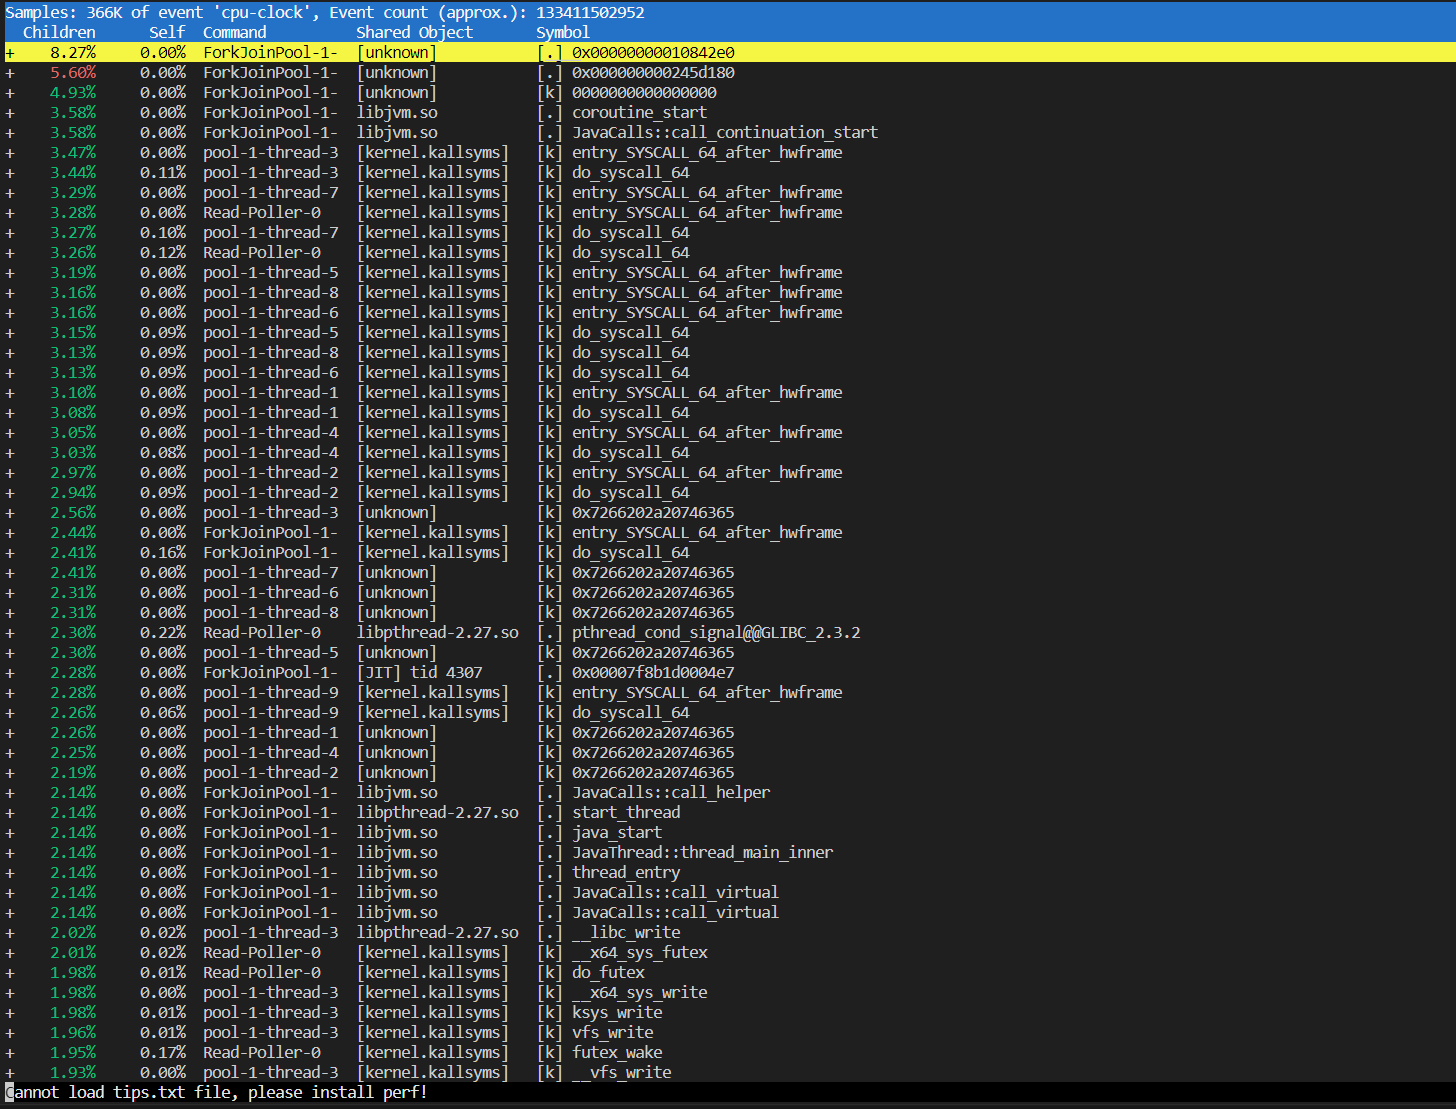 Samples: 366K of event 'cpu-clock', Event count (approx.): 133411502952
Children Self Command Shared Object Symbol
+ 8.27% 0.00% ForkJoinPool-1- [unknown] [.] 0x00000000010842e0
+ 5.60% 0.00% ForkJoinPool-1- [unknown] [.] 0x000000000245d180
+ 4.93% 0.00% ForkJoinPool-1- [unknown] [k] 0000000000000000
+ 3.58% 0.00% ForkJoinPool-1- libjvm.so [.] coroutine_start
+ 3.58% 0.00% ForkJoinPool-1- libjvm.so [.] JavaCalls::call_continuation_start
+ 3.47% 0.00% pool-1-thread-3 [kernel.kallsyms] [k] entry_SYSCALL_64_after_hwframe
+ 3.44% 0.11% pool-1-thread-3 [kernel.kallsyms] [k] do_syscall_64
+ 3.29% 0.00% pool-1-thread-7 [kernel.kallsyms] [k] entry_SYSCALL_64_after_hwframe
+ 3.28% 0.00% Read-Poller-0 [kernel.kallsyms] [k] entry_SYSCALL_64_after_hwframe
+ 3.27% 0.10% pool-1-thread-7 [kernel.kallsyms] [k] do_syscall_64
+ 3.26% 0.12% Read-Poller-0 [kernel.kallsyms] [k] do_syscall_64
+ 3.19% 0.00% pool-1-thread-5 [kernel.kallsyms] [k] entry_SYSCALL_64_after_hwframe
+ 3.16% 0.00% pool-1-thread-8 [kernel.kallsyms] [k] entry_SYSCALL_64_after_hwframe
+ 3.16% 0.00% pool-1-thread-6 [kernel.kallsyms] [k] entry_SYSCALL_64_after_hwframe
+ 3.15% 0.09% pool-1-thread-5 [kernel.kallsyms] [k] do_syscall_64
+ 3.13% 0.09% pool-1-thread-8 [kernel.kallsyms] [k] do_syscall_64
+ 3.13% 0.09% pool-1-thread-6 [kernel.kallsyms] [k] do_syscall_64
+ 3.10% 0.00% pool-1-thread-1 [kernel.kallsyms] [k] entry_SYSCALL_64_after_hwframe
+ 3.08% 0.09% pool-1-thread-1 [kernel.kallsyms] [k] do_syscall_64
+ 3.05% 0.00% pool-1-thread-4 [kernel.kallsyms] [k] entry_SYSCALL_64_after_hwframe
+ 3.03% 0.08% pool-1-thread-4 [kernel.kallsyms] [k] do_syscall_64
+ 2.97% 0.00% pool-1-thread-2 [kernel.kallsyms] [k] entry_SYSCALL_64_after_hwframe
+ 2.94% 0.09% pool-1-thread-2 [kernel.kallsyms] [k] do_syscall_64
+ 2.56% 0.00% pool-1-thread-3 [unknown] [k] 0x7266202a20746365
+ 2.44% 0.00% ForkJoinPool-1- [kernel.kallsyms] [k] entry_SYSCALL_64_after_hwframe
+ 2.41% 0.16% ForkJoinPool-1- [kernel.kallsyms] [k] do_syscall_64
+ 2.41% 0.00% pool-1-thread-7 [unknown] [k] 0x7266202a20746365
+ 2.31% 0.00% pool-1-thread-6 [unknown] [k] 0x7266202a20746365
+ 2.31% 0.00% pool-1-thread-8 [unknown] [k] 0x7266202a20746365
+ 2.30% 0.22% Read-Poller-0 libpthread-2.27.so [.] pthread_cond_signal@@GLIBC_2.3.2
+ 2.30% 0.00% pool-1-thread-5 [unknown] [k] 0x7266202a20746365
+ 2.28% 0.00% ForkJoinPool-1- [JIT] tid 4307 [.] 0x00007f8b1d0004e7
+ 2.28% 0.00% pool-1-thread-9 [kernel.kallsyms] [k] entry_SYSCALL_64_after_hwframe
+ 2.26% 0.06% pool-1-thread-9 [kernel.kallsyms] [k] do_syscall_64
+ 2.26% 0.00% pool-1-thread-1 [unknown] [k] 0x7266202a20746365
+ 2.25% 0.00% pool-1-thread-4 [unknown] [k] 0x7266202a20746365
+ 2.19% 0.00% pool-1-thread-2 [unknown] [k] 0x7266202a20746365
+ 2.14% 0.00% ForkJoinPool-1- libjvm.so [.] JavaCalls::call_helper
+ 2.14% 0.00% ForkJoinPool-1- libpthread-2.27.so [.] start_thread
+ 2.14% 0.00% ForkJoinPool-1- libjvm.so [.] java_start
+ 2.14% 0.00% ForkJoinPool-1- libjvm.so [.] JavaThread::thread_main_inner
+ 2.14% 0.00% ForkJoinPool-1- libjvm.so [.] thread_entry
+ 2.14% 0.00% ForkJoinPool-1- libjvm.so [.] JavaCalls::call_virtual
+ 2.14% 0.00% ForkJoinPool-1- libjvm.so [.] JavaCalls::call_virtual
+ 2.02% 0.02% pool-1-thread-3 libpthread-2.27.so [.] __libc_write
+ 2.01% 0.02% Read-Poller-0 [kernel.kallsyms] [k] __x64_sys_futex
+ 1.98% 0.01% Read-Poller-0 [kernel.kallsyms] [k] do_futex
+ 1.98% 0.00% pool-1-thread-3 [kernel.kallsyms] [k] __x64_sys_write
+ 1.98% 0.01% pool-1-thread-3 [kernel.kallsyms] [k] ksys_write
+ 1.96% 0.01% pool-1-thread-3 [kernel.kallsyms] [k] vfs_write
+ 1.95% 0.17% Read-Poller-0 [kernel.kallsyms] [k] futex_wake
+ 1.93% 0.00% pool-1-thread-3 [kernel.kallsyms] [k] __vfs_write
Cannot load tips.txt file, please install perf!